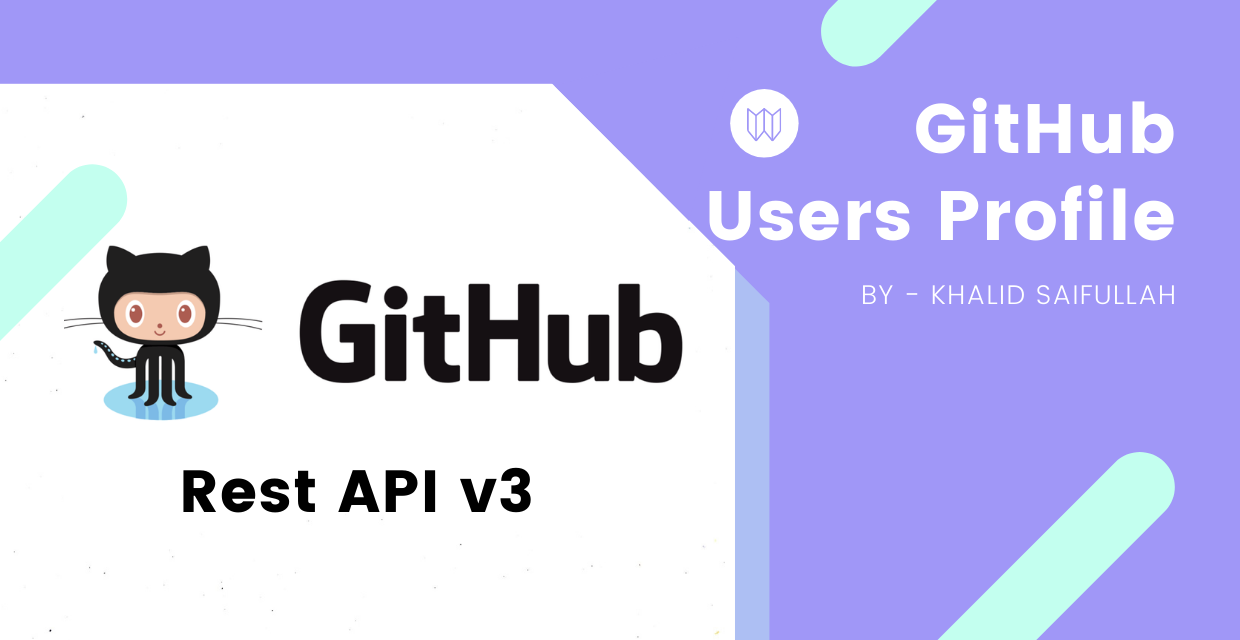 GitHub
Users Profile
BY - KHALID SAIFULLAH
GitHub
Rest API v3